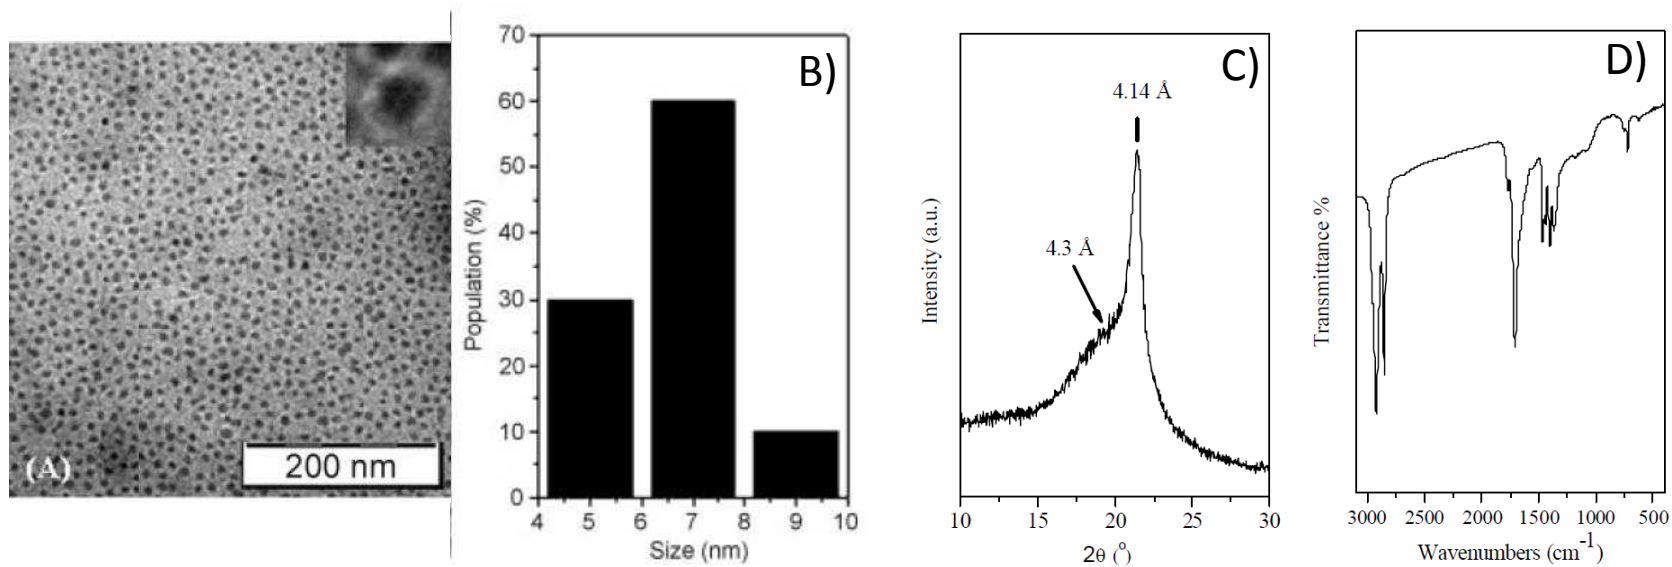 (A)
200 nm
B)
70
60
50
40
30
20
10
0
Population (%)
4 5 6 7 8 9 10
Size (nm)
C)
4.14 Å
4.3 Å
Intensity (a.u.)
10 15 20 25 30
2θ (°)
D)
Transmittance %
3000 2500 2000 1500 1000 500
Wavenumbers (cm⁻¹)